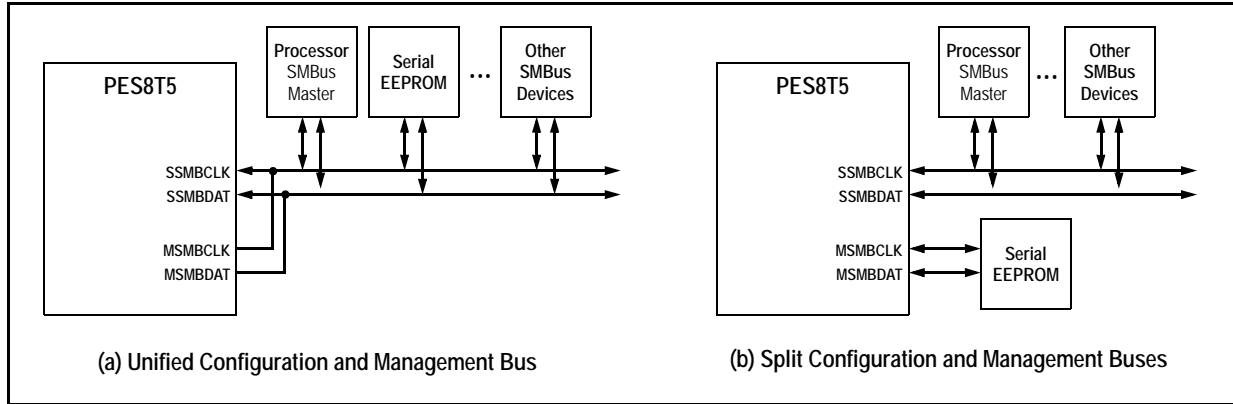 PES8T5
Processor
SMBus
Master
Serial
EEPROM
...
Other
SMBus
Devices
SSMBCLK
SSMBDAT
MSMBCLK
MSMBDAT
(a) Unified Configuration and Management Bus
PES8T5
Processor
SMBus
Master
...
Other
SMBus
Devices
SSMBCLK
SSMBDAT
MSMBCLK
MSMBDAT
Serial
EEPROM
(b) Split Configuration and Management Buses